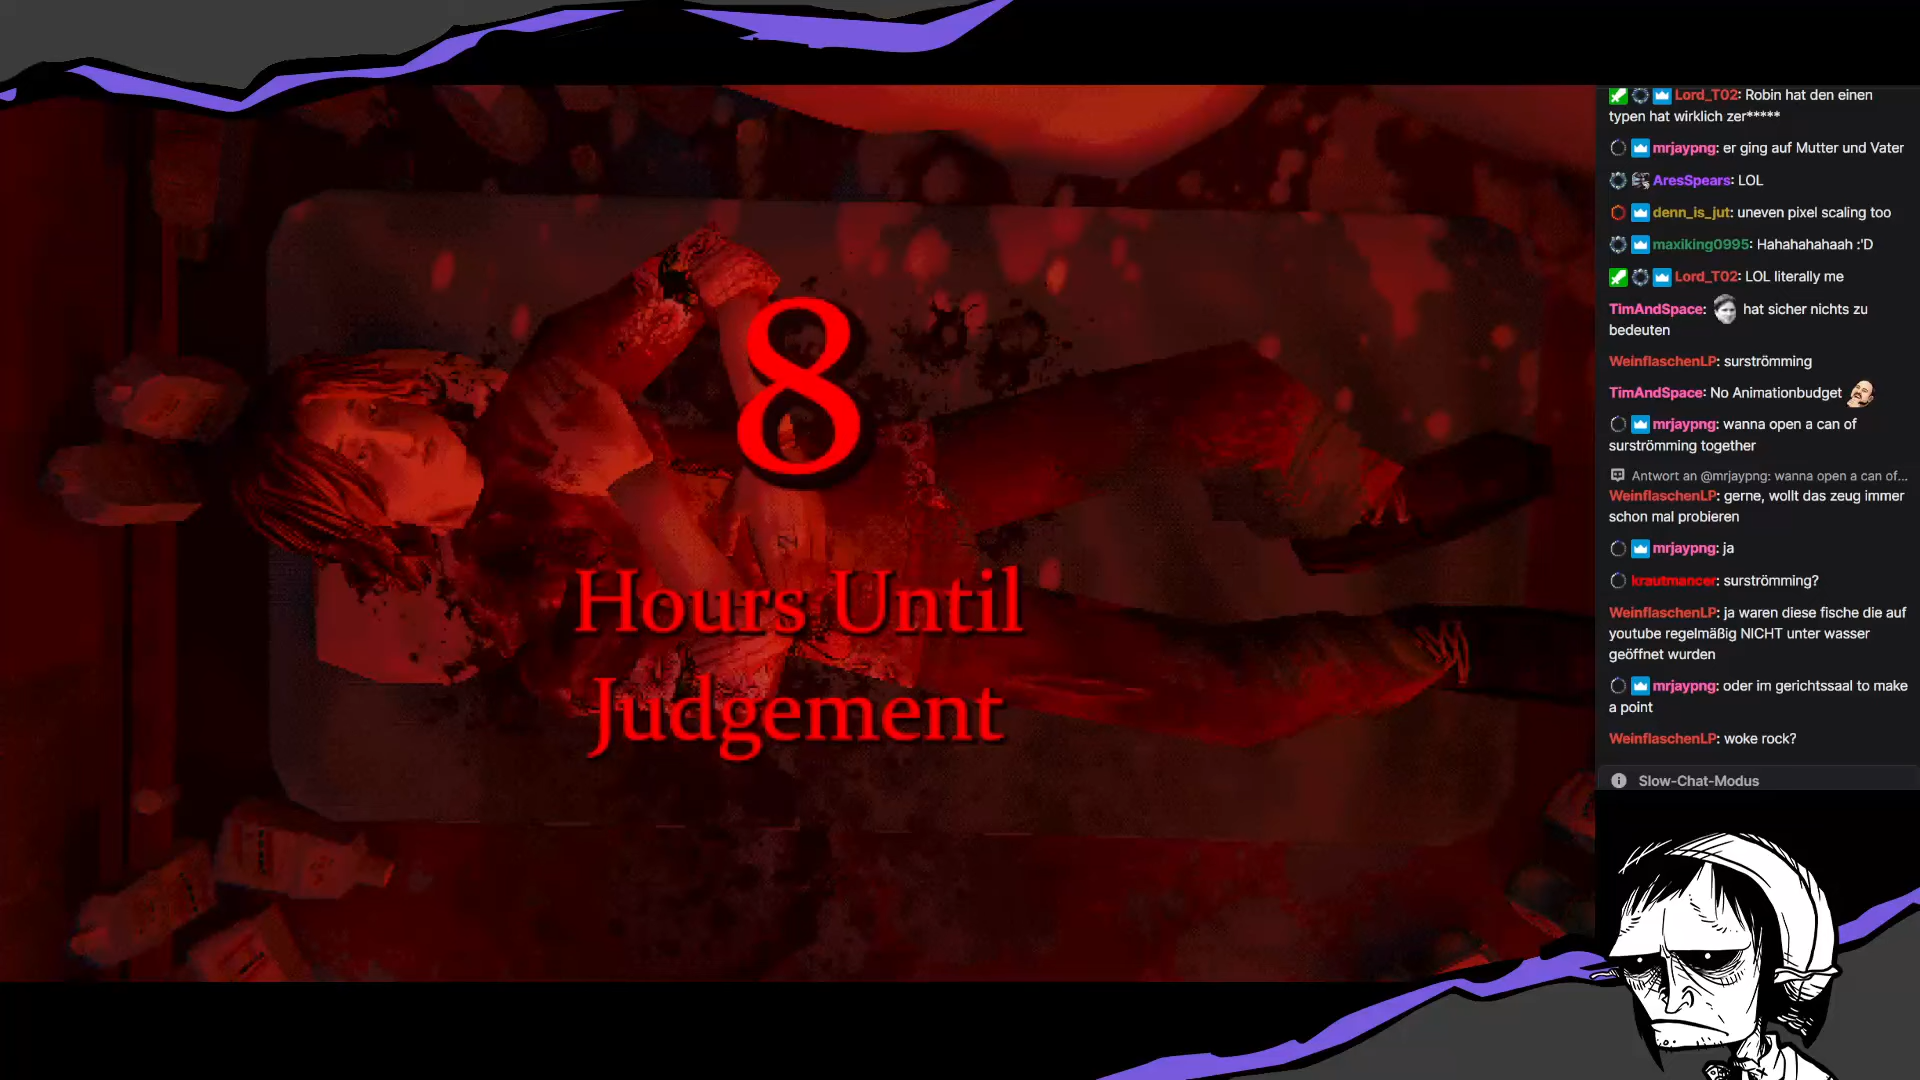 8
Hours Until
Judgement
Lord_T02: Robin hat den einen
typen hat wirklich zer*****
mrjaypng: er ging auf Mutter und Vater
AresSpears: LOL
denn_is_jut: uneven pixel scaling too
maxiking0995: Hahahahahaah :'D
Lord_T02: LOL literally me
TimAndSpace: hat sicher nichts zu
bedeuten
WeinflaschenLP: surströmming
TimAndSpace: No Animationbudget
mrjaypng: wanna open a can of
surströmming together
Antwort an @mrjaypng: wanna open a can of...
WeinflaschenLP: gerne, wollt das zeug immer
schon mal probieren
mrjaypng: ja
krautmancer: surströmming?
WeinflaschenLP: ja waren diese fische die auf
youtube regelmäßig NICHT unter wasser
geöffnet wurden
mrjaypng: oder im gerichtssaal to make
a point
WeinflaschenLP: woke rock?
Slow-Chat-Modus